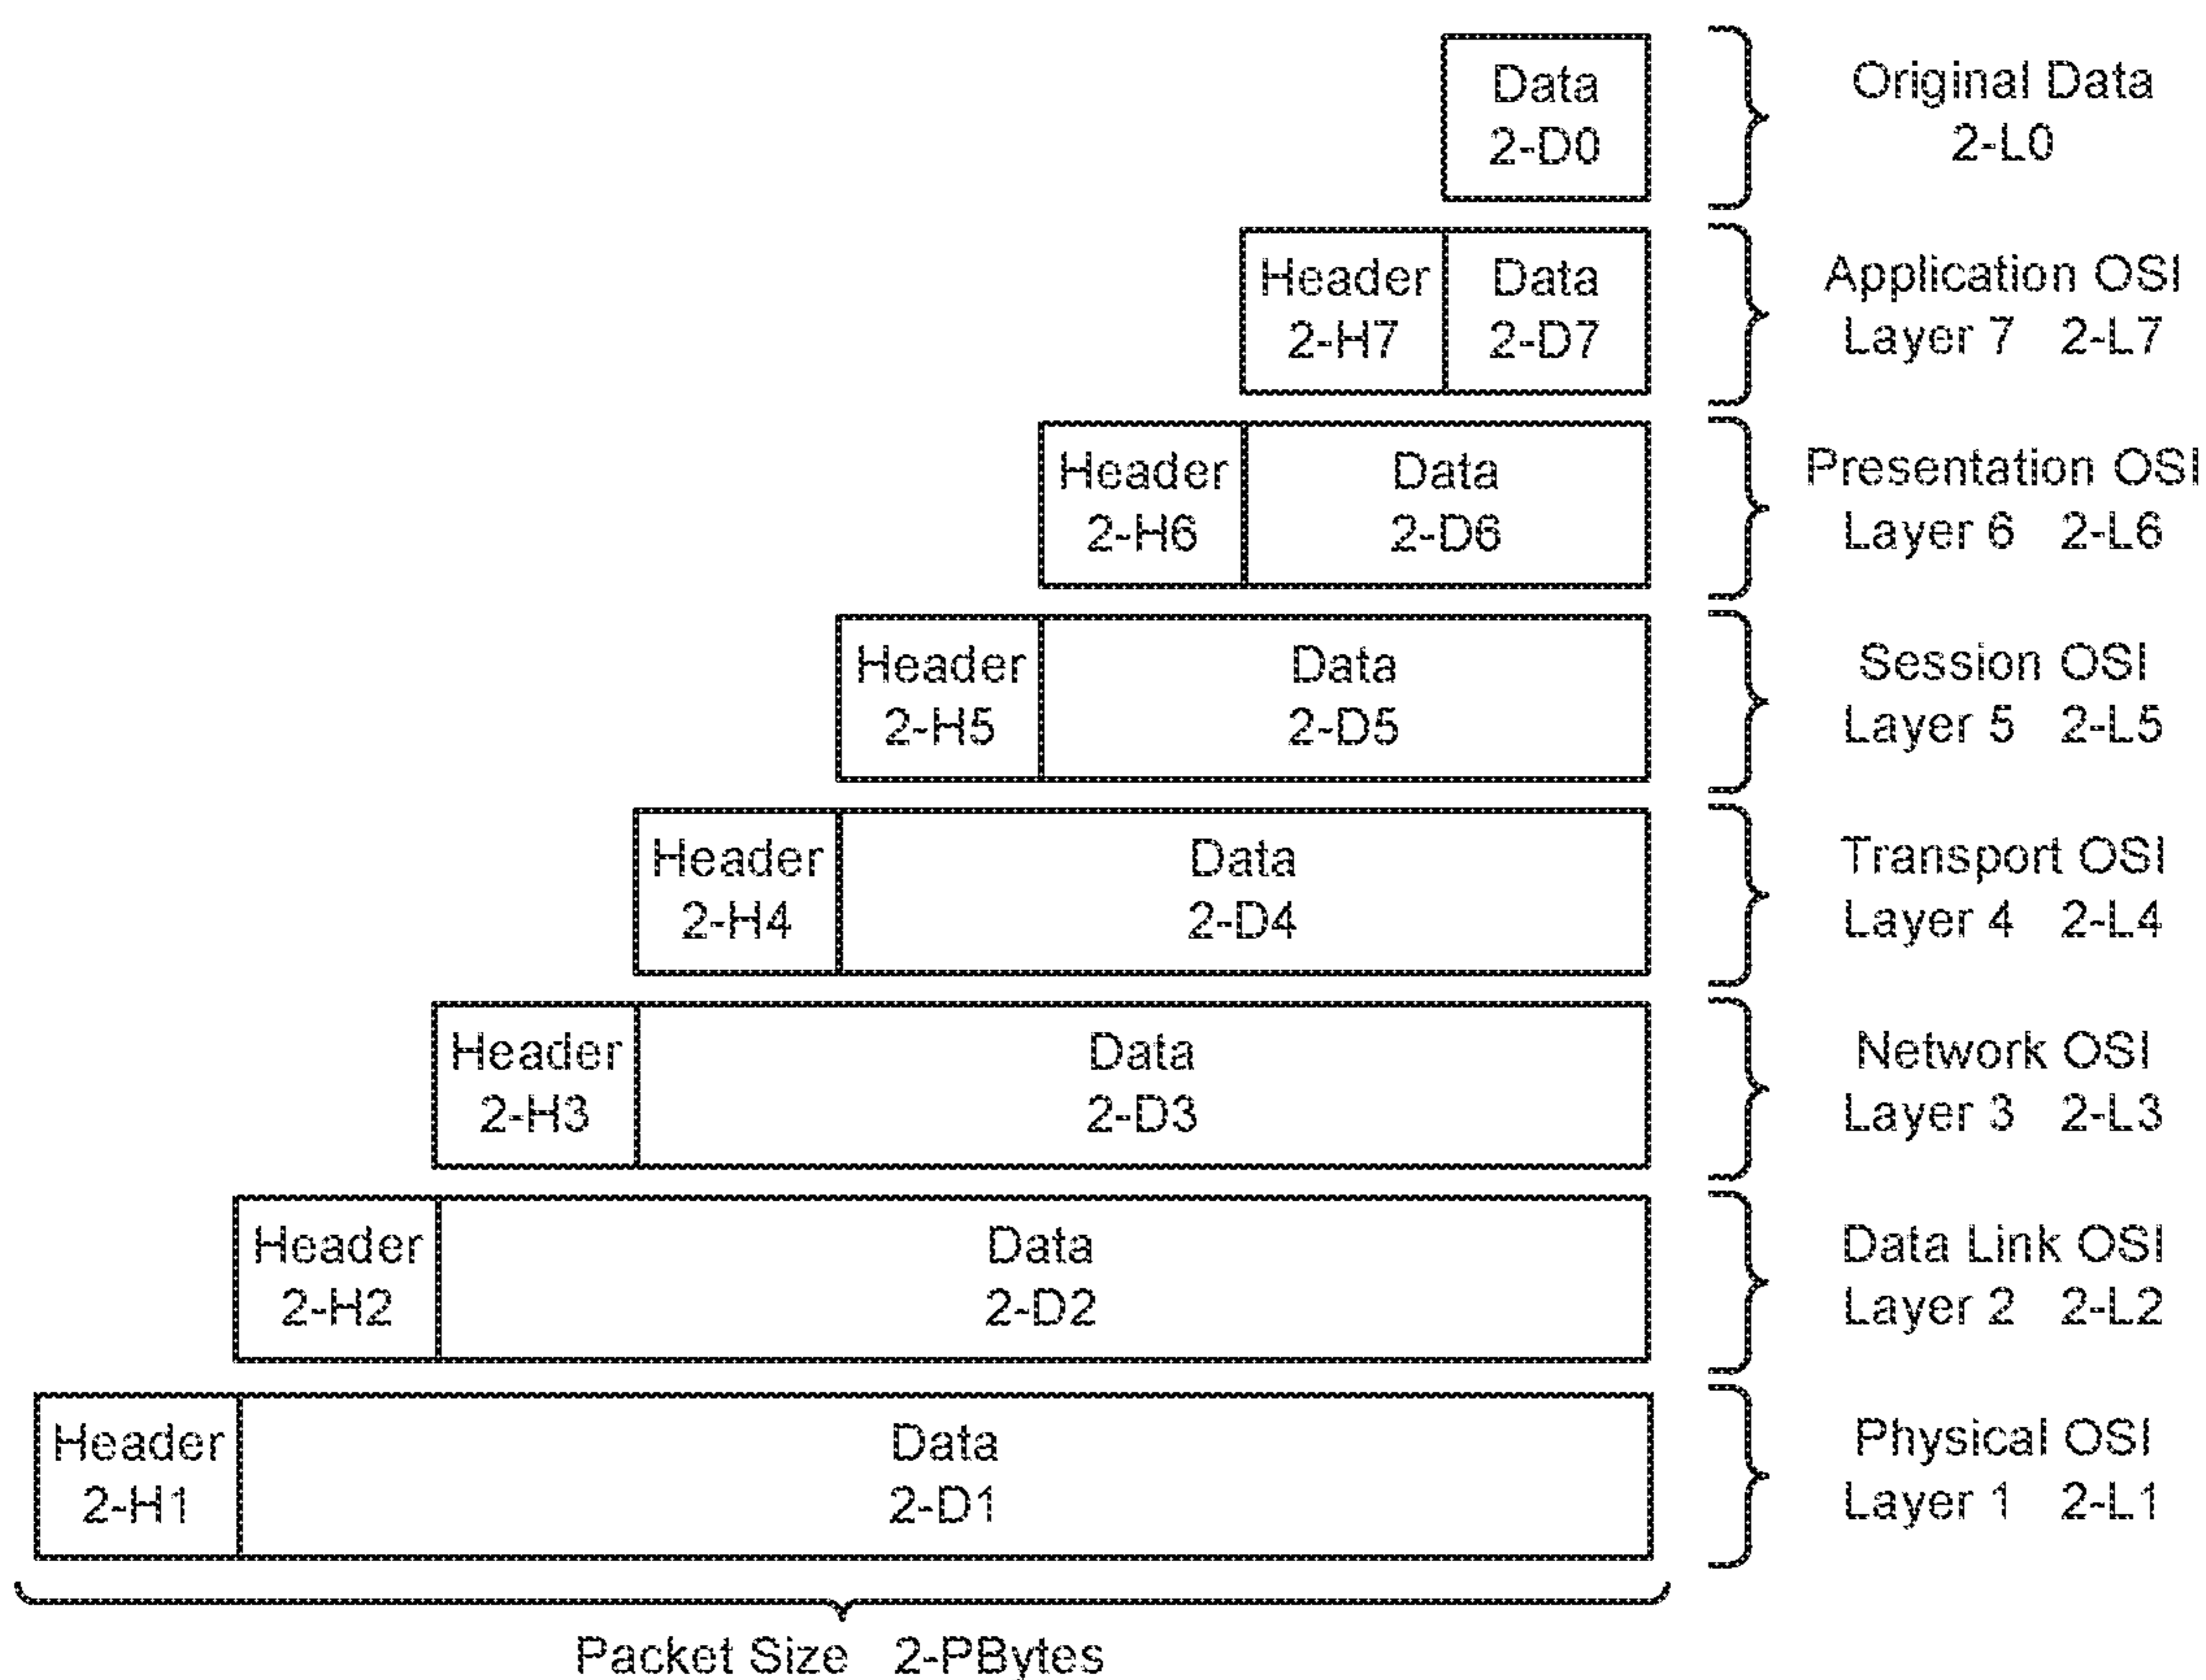 Data
2-D0
Original Data
2-L0
Header
2-H7
Data
2-D7
Application OSI
Layer 7 2-L7
Header
2-H6
Data
2-D6
Presentation OSI
Layer 6 2-L6
Header
2-H5
Data
2-D5
Session OSI
Layer 5 2-L5
Header
2-H4
Data
2-D4
Transport OSI
Layer 4 2-L4
Header
2-H3
Data
2-D3
Network OSI
Layer 3 2-L3
Header
2-H2
Data
2-D2
Data Link OSI
Layer 2 2-L2
Header
2-H1
Data
2-D1
Physical OSI
Layer 1 2-L1
Packet Size 2-PBytes